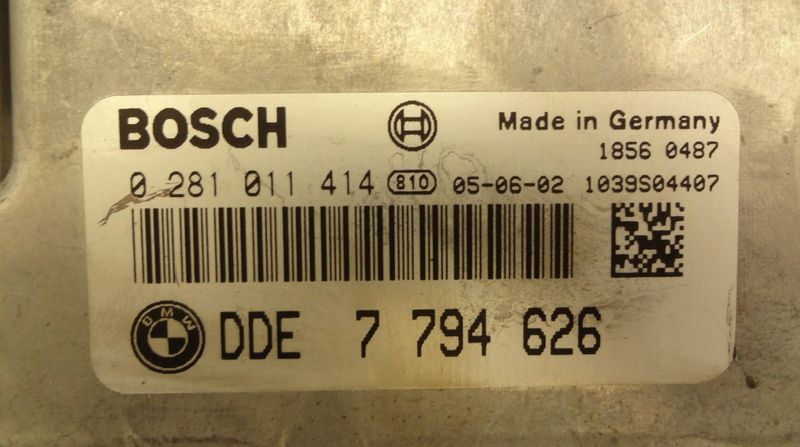 BOSCH
Made in Germany
1856 0487
0 281 011 414 810 05-06-02 1039S04407
BMW DDE 7 794 626